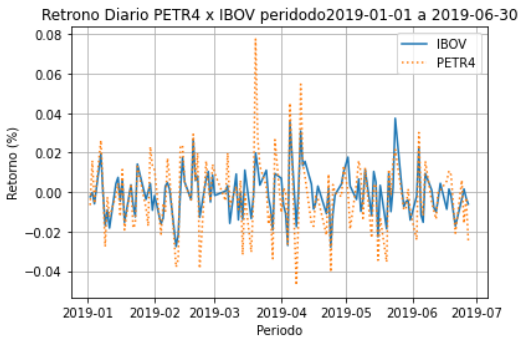 Retrono Diario PETR4 x IBOV peridodo2019-01-01 a 2019-06-30
IBOV
PETR4
Retorno (%)
0.08
0.06
0.04
0.02
0.00
−0.02
−0.04
2019-01
2019-02
2019-03
2019-04
2019-05
2019-06
2019-07
Periodo